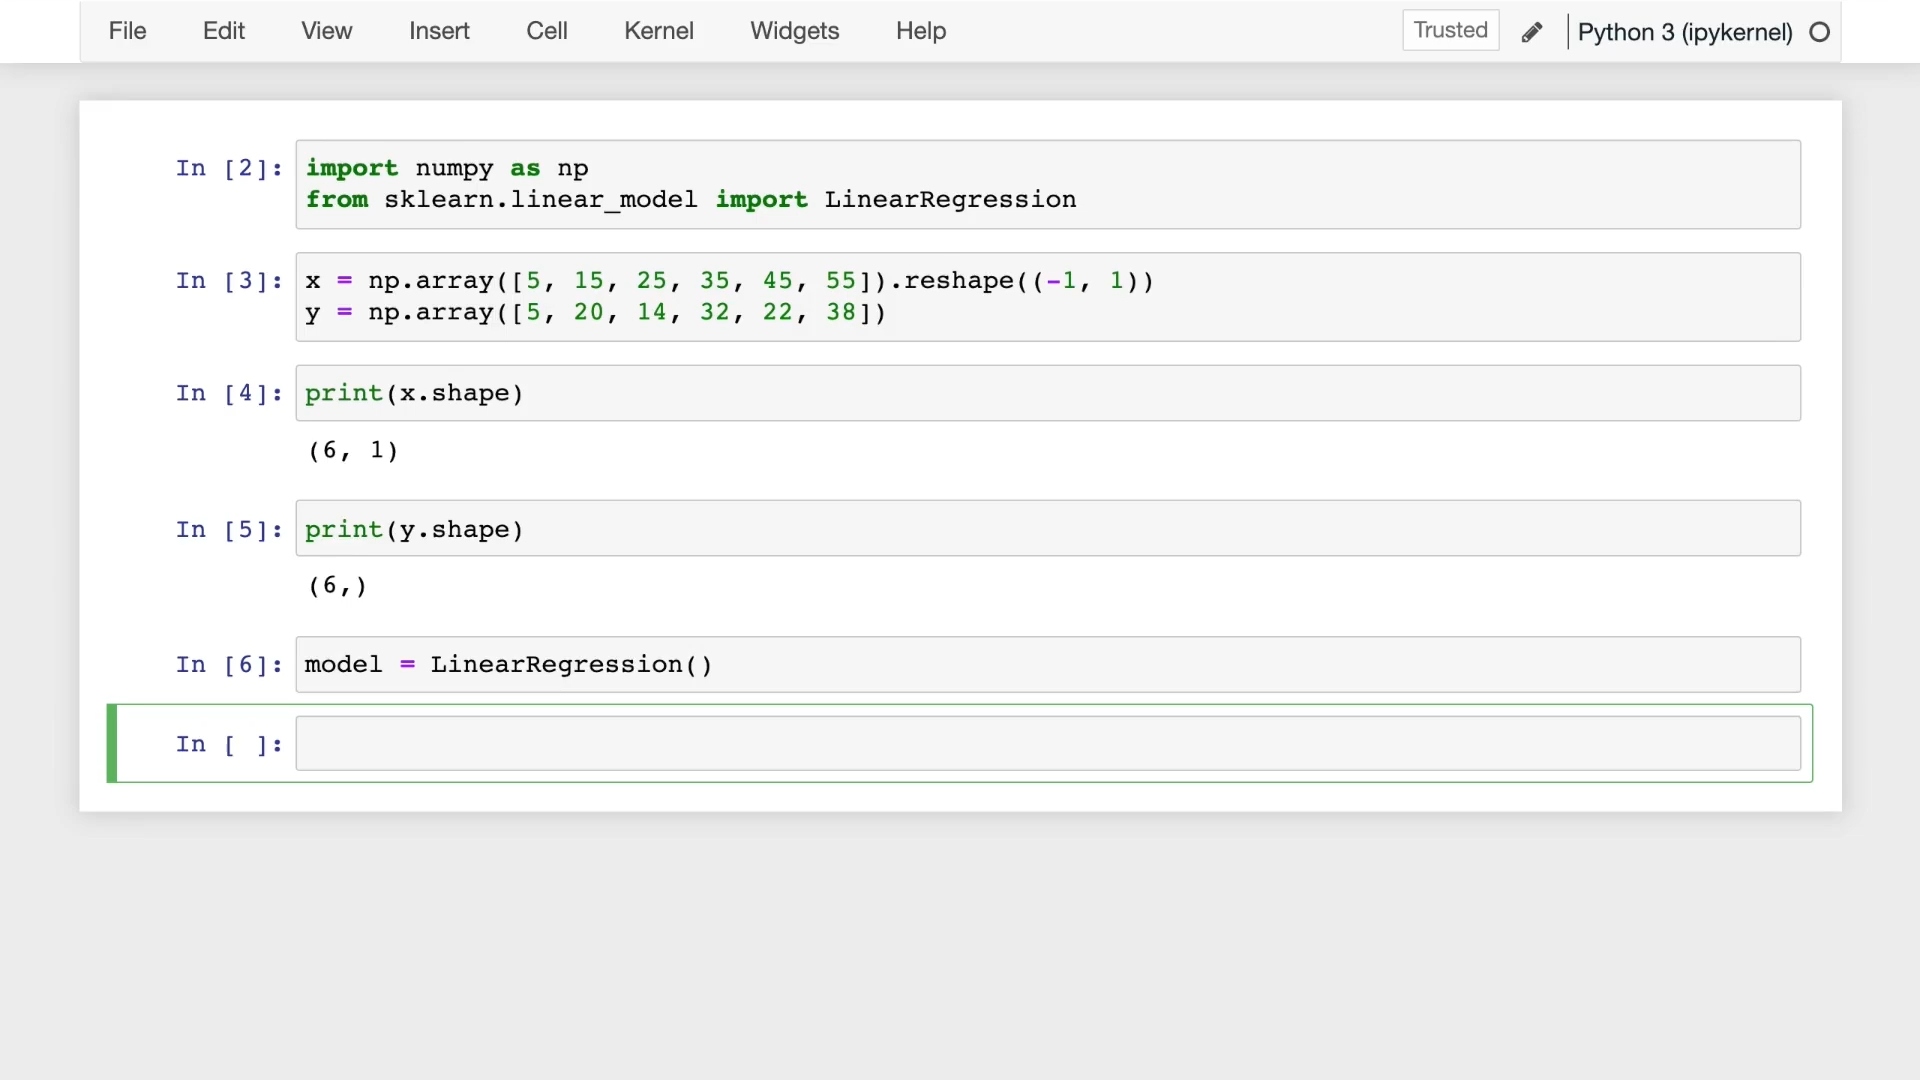 File Edit View Insert Cell Kernel Widgets Help Trusted Python 3 (ipykernel)
In [2]: import numpy as np
from sklearn.linear_model import LinearRegression
In [3]: x = np.array([5, 15, 25, 35, 45, 55]).reshape((-1, 1))
y = np.array([5, 20, 14, 32, 22, 38])
In [4]: print(x.shape)
(6, 1)
In [5]: print(y.shape)
(6,)
In [6]: model = LinearRegression()
In [ ]: